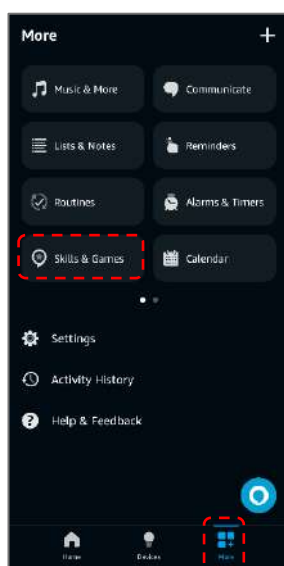 More
Music & More
Communicate
Lists & Notes
Reminders
Routines
Alarms & Timers
Skills & Games
Calendar
Settings
Activity History
Help & Feedback
Home
Devices
More